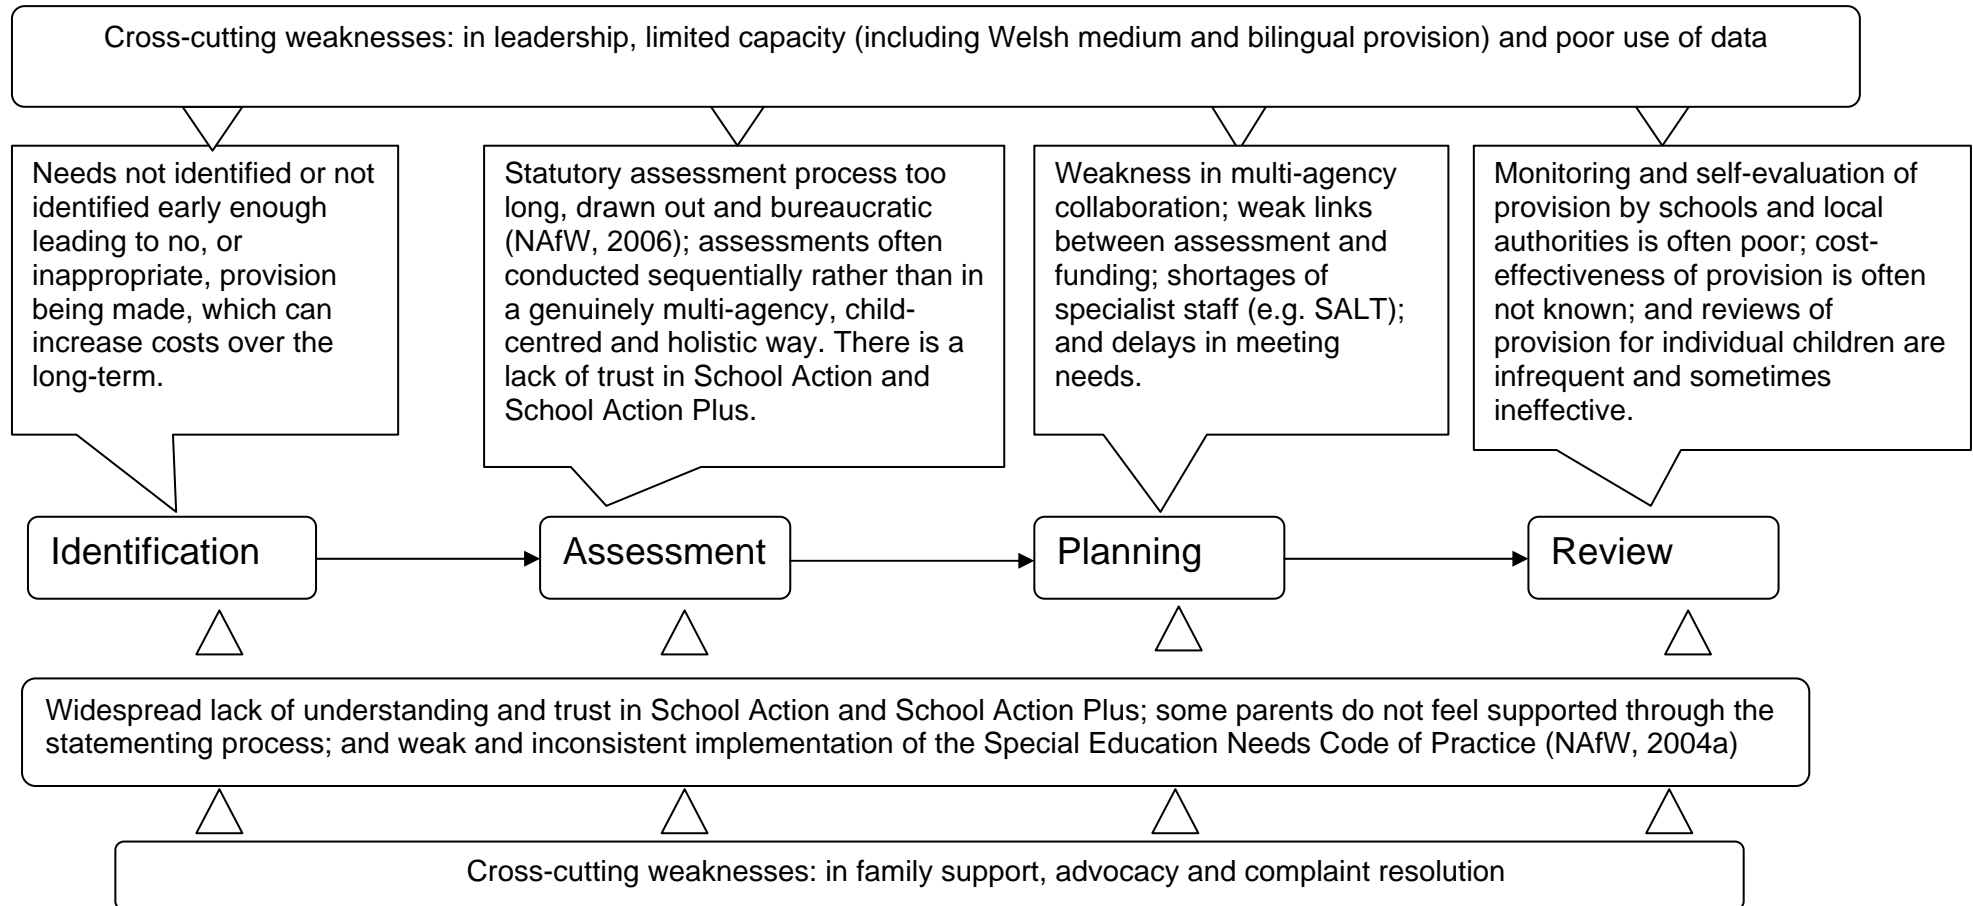 Cross-cutting weaknesses: in leadership, limited capacity (including Welsh medium and bilingual provision) and poor use of data
Needs not identified or not
identified early enough
leading to no, or
inappropriate, provision
being made, which can
increase costs over the
long-term.
Statutory assessment process too
long, drawn out and bureaucratic
(NAfW, 2006); assessments often
conducted sequentially rather than in
a genuinely multi-agency, child-
centred and holistic way. There is a
lack of trust in School Action and
School Action Plus.
Weakness in multi-agency
collaboration; weak links
between assessment and
funding; shortages of
specialist staff (e.g. SALT);
and delays in meeting
needs.
Monitoring and self-evaluation of
provision by schools and local
authorities is often poor; cost-
effectiveness of provision is often
not known; and reviews of
provision for individual children are
infrequent and sometimes
ineffective.
Identification
Assessment
Planning
Review
Widespread lack of understanding and trust in School Action and School Action Plus; some parents do not feel supported through the
statementing process; and weak and inconsistent implementation of the Special Education Needs Code of Practice (NAfW, 2004a)
Cross-cutting weaknesses: in family support, advocacy and complaint resolution